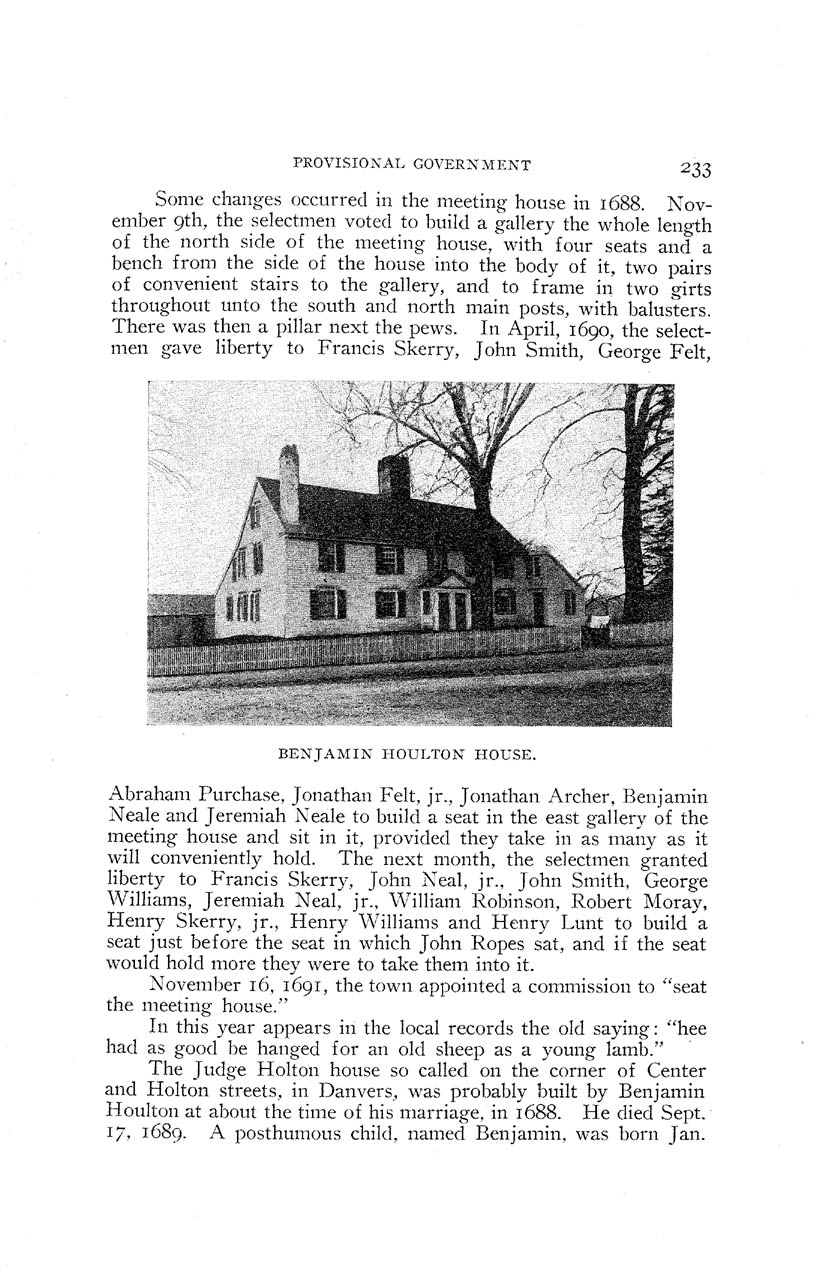 PROVISIONAL GOVERNMENT 233
Some changes occurred in the meeting house in 1688. Nov-
ember 9th, the selectmen voted to build a gallery the whole length
of the north side of the meeting house, with four seats and a
bench from the side of the house into the body of it, two pairs
of convenient stairs to the gallery, and to frame in two girts
throughout unto the south and north main posts, with balusters.
There was then a pillar next the pews. In April, 1690, the select-
men gave liberty to Francis Skerry, John Smith, George Felt,
BENJAMIN HOULTON HOUSE.
Abraham Purchase, Jonathan Felt, jr., Jonathan Archer, Benjamin
Neale and Jeremiah Neale to build a seat in the east gallery of the
meeting house and sit in it, provided they take in as many as it
will conveniently hold. The next month, the selectmen granted
liberty to Francis Skerry, John Neal, jr., John Smith, George
Williams, Jeremiah Neal, jr., William Robinson, Robert Moray,
Henry Skerry, jr., Henry Williams and Henry Lunt to build a
seat just before the seat in which John Ropes sat, and if the seat
would hold more they were to take them into it.
November 16, 1691, the town appointed a commission to "seat
the meeting house."
In this year appears in the local records the old saying: "hee
had as good be hanged for an old sheep as a young lamb."
The Judge Holton house so called on the corner of Center
and Holton streets, in Danvers, was probably built by Benjamin
Houlton at about the time of his marriage, in 1688. He died Sept.
17, 1689. A posthumous child, named Benjamin, was born Jan.